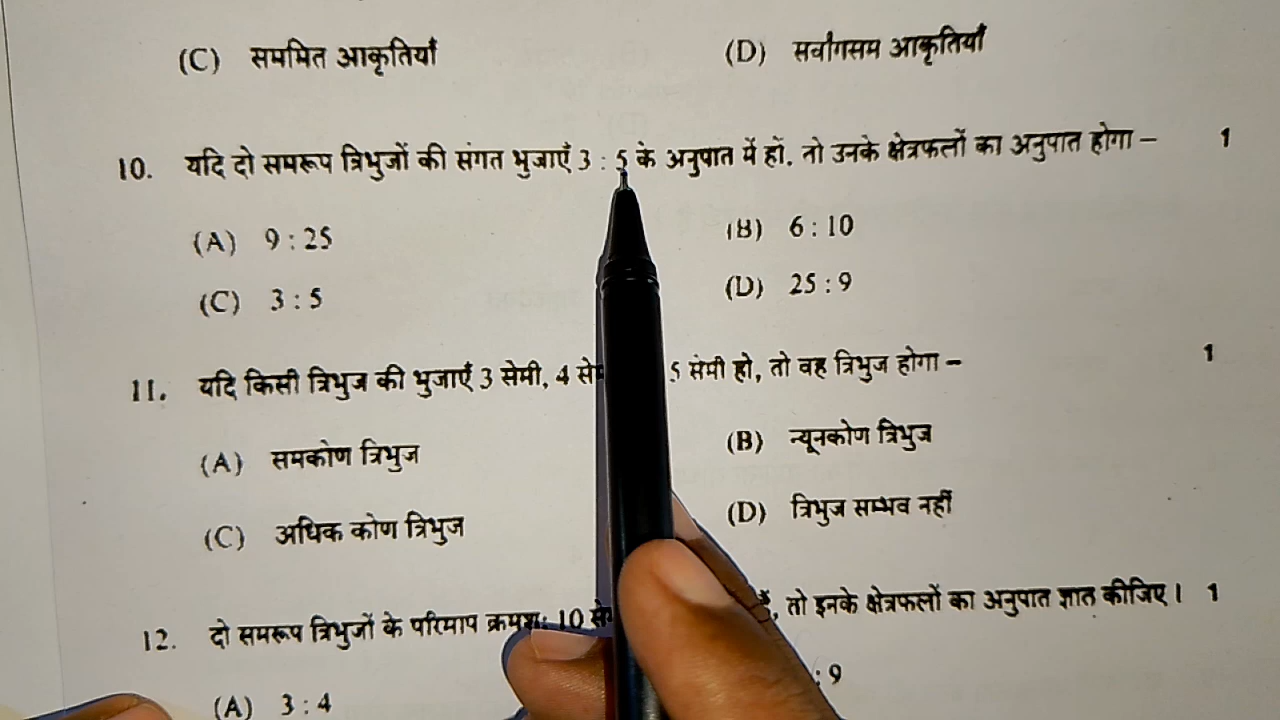 (C) सममित आकृतियाँ (D) सर्वांगसम आकृतियाँ
10. यदि दो समरूप त्रिभुजों की संगत भुजाएँ 3 : 5 के अनुपात में हों, तो उनके क्षेत्रफलों का अनुपात होगा – 1
(A) 9 : 25 (B) 6 : 10
(C) 3 : 5 (D) 25 : 9
11. यदि किसी त्रिभुज की भुजाएँ 3 सेमी, 4 5 सेमी हो, तो वह त्रिभुज होगा – 1
(A) समकोण त्रिभुज (B) न्यूनकोण त्रिभुज
(C) अधिक कोण त्रिभुज (D) त्रिभुज सम्भव नहीं
12. दो समरूप त्रिभुजों के परिमाप क्रमशः 10 तो इनके क्षेत्रफलों का अनुपात ज्ञात कीजिए । 1
(A) 3 : 4 : 9